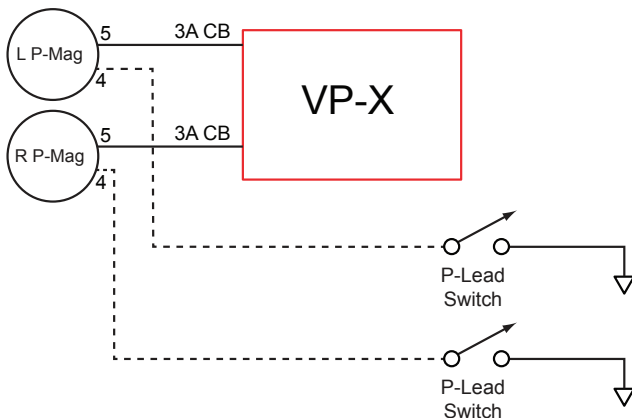 5 3A CB
L P-Mag
4
VP-X
5 3A CB
R P-Mag
4
P-Lead
Switch
P-Lead
Switch